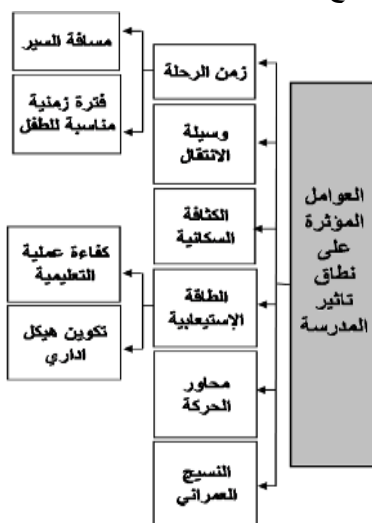 العوامل
المؤثرة
على
نطاق
تاثير
المدرسة
زمن الرحلة
مسافة السير
فترة زمنية
مناسبة للطفل
وسيلة
الانتقال
الكثافة
السكانية
الطاقة
الإستيعابية
كفاءة عملية
التعليمية
تكوين هيكل
اداري
محاور
الحركة
النسيج
العمراني